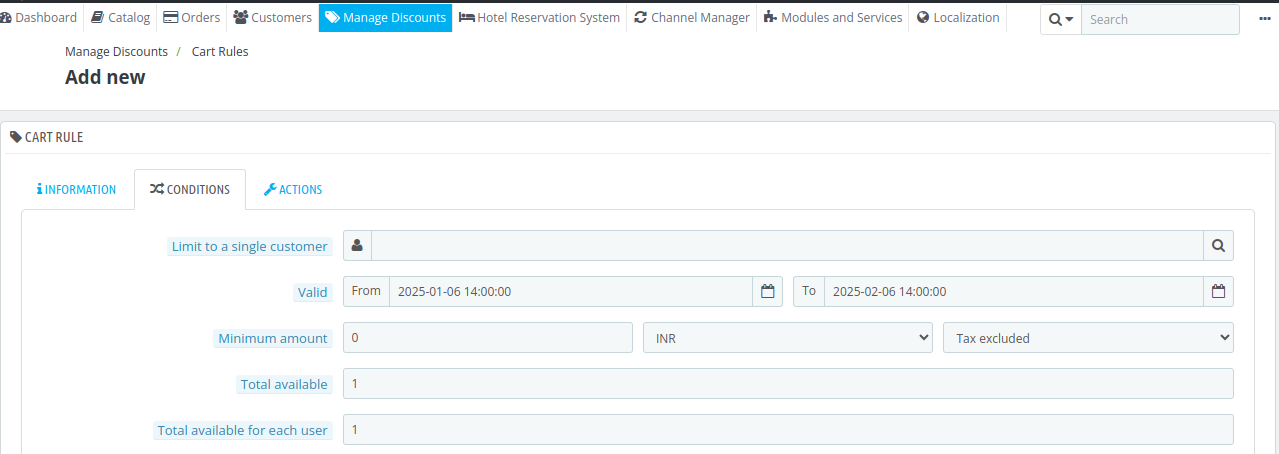 Dashboard Catalog Orders Customers Manage Discounts Hotel Reservation System Channel Manager Modules and Services Localization Search ...
Manage Discounts / Cart Rules
Add new
CART RULE
INFORMATION CONDITIONS ACTIONS
Limit to a single customer
Valid From 2025-01-06 14:00:00 To 2025-02-06 14:00:00
Minimum amount 0 INR Tax excluded
Total available 1
Total available for each user 1